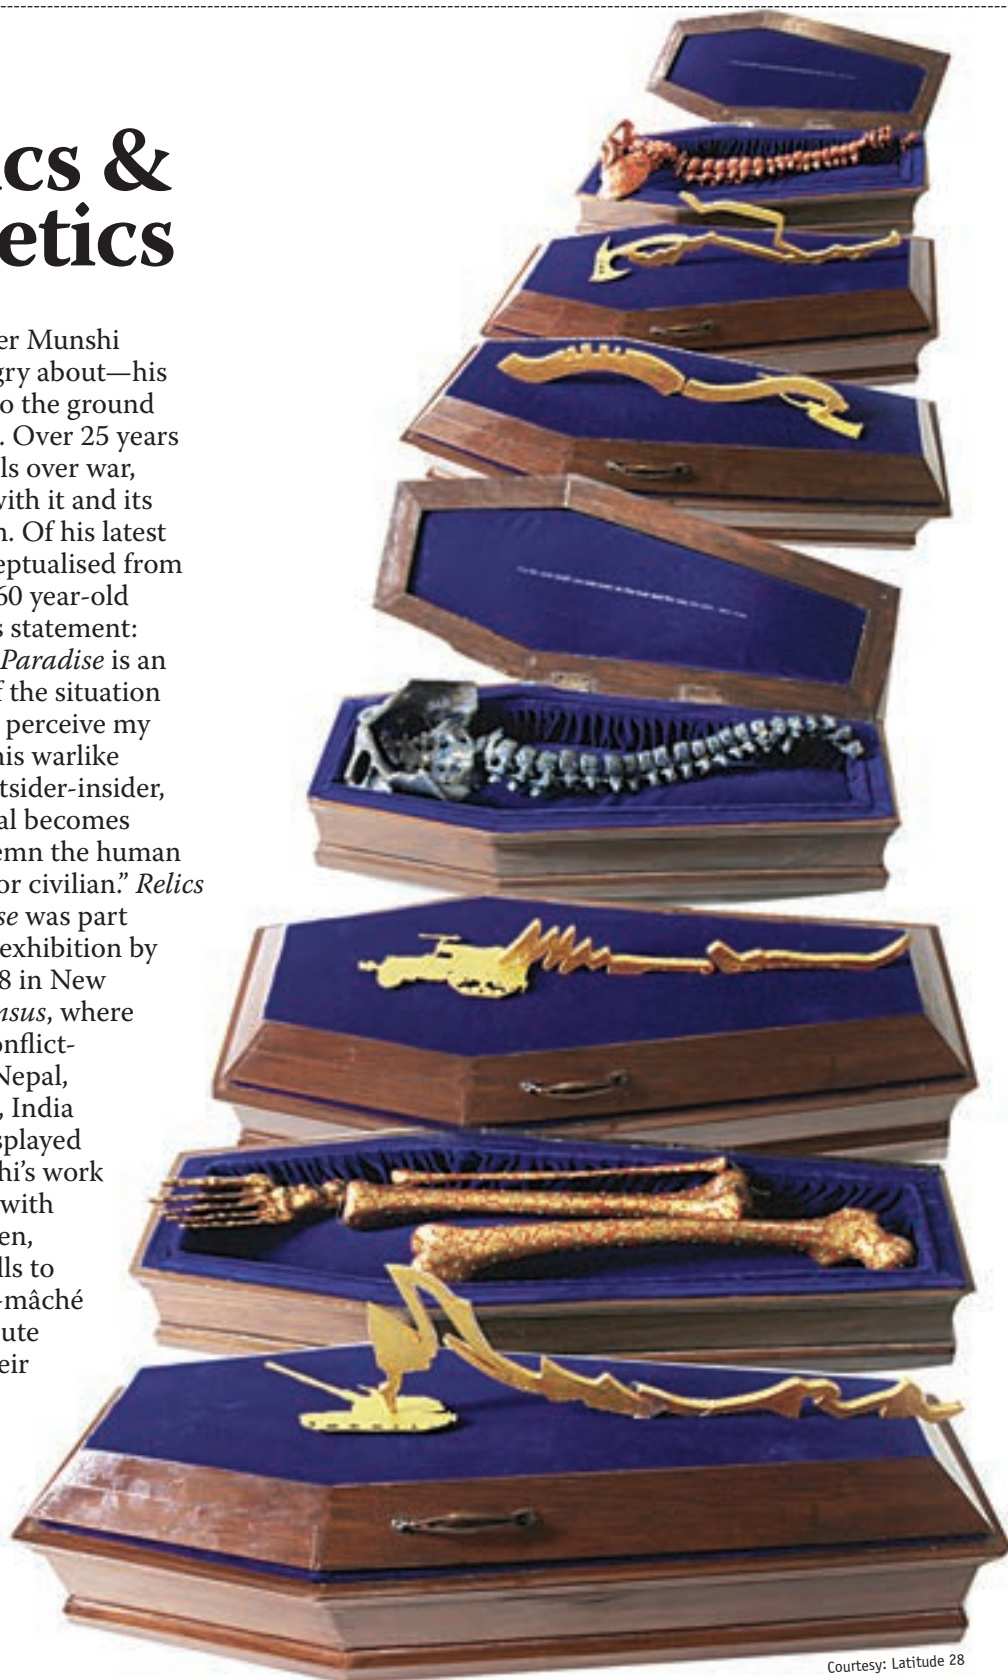 ics &
etics
er Munshi
gry about—his
o the ground
. Over 25 years
ls over war,
with it and its
n. Of his latest
eptualised from
60 year-old
s statement:
Paradise is an
f the situation
perceive my
his warlike
tsider-insider,
al becomes
emn the human
or civilian.” Relics
se was part
exhibition by
8 in New
nsus, where
onflict-
Nepal,
, India
splayed
hi’s work
with
en,
lls to
-mâché
ute
eir
Courtesy: Latitude 28